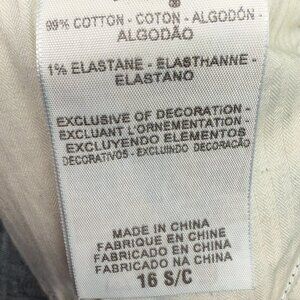 99% COTTON - COTON - ALGODÓN -
ALGODÃO
1% ELASTANE - ELASTHANNE -
ELASTANO
EXCLUSIVE OF DECORATION -
EXCLUANT L'ORNEMENTATION -
EXCLUYENDO ELEMENTOS
DECORATIVOS - EXCLUINDO DECORAÇÃO
MADE IN CHINA
FABRIQUE EN CHINE
FABRICADO EN CHINA
FABRICADO NA CHINA
16 S/C